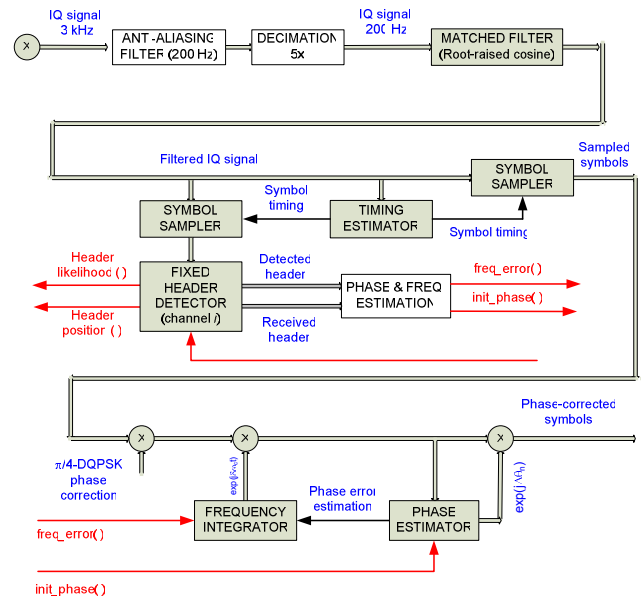 IQ signal
3 kHz
IQ signal
200 Hz
X
ANTI-ALIASING
FILTER (200 Hz)
DECIMATION
5x
MATCHED FILTER
(Root-raised cosine)
Filtered IQ signal
Sampled
symbols
SYMBOL
SAMPLER
Symbol
timing
SYMBOL
SAMPLER
TIMING
ESTIMATOR
Symbol timing
Header
likelihood ( )
Detected
header
freq_error( )
FIXED
HEADER
DETECTOR
(channel i)
PHASE & FREQ
ESTIMATION
init_phase( )
Header
position ( )
Received
header
Phase-corrected
symbols
X
X
X
π/4-DQPSK
phase
correction
Phase error
estimation
FREQUENCY
INTEGRATOR
PHASE
ESTIMATOR
freq_error( )
init_phase( )